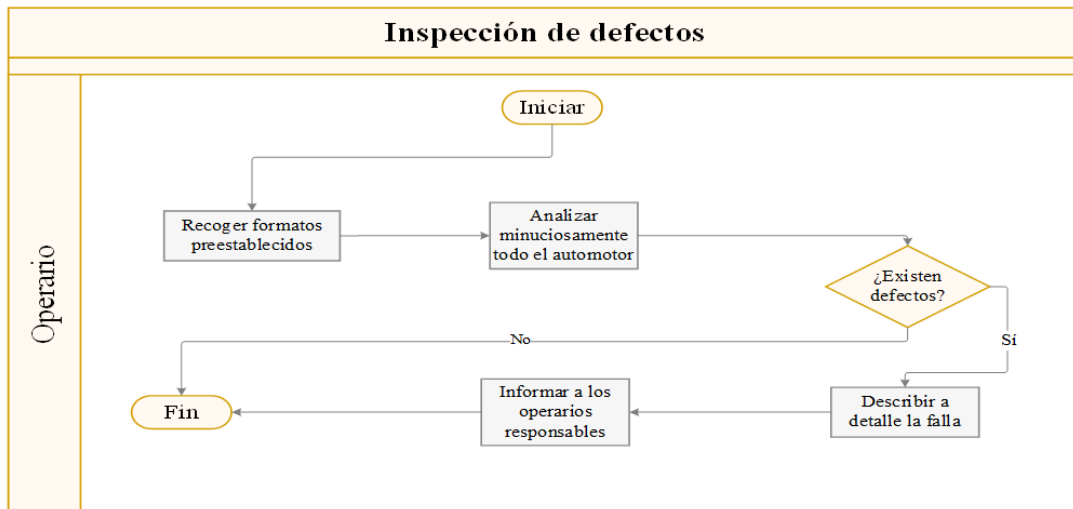 Inspección de defectos
Operario
Iniciar
Recoger formatos
preestablecidos
Analizar
minuciosamente
todo el automotor
¿Existen
defectos?
No
Sí
Fin
Informar a los
operarios
responsables
Describir a
detalle la falla